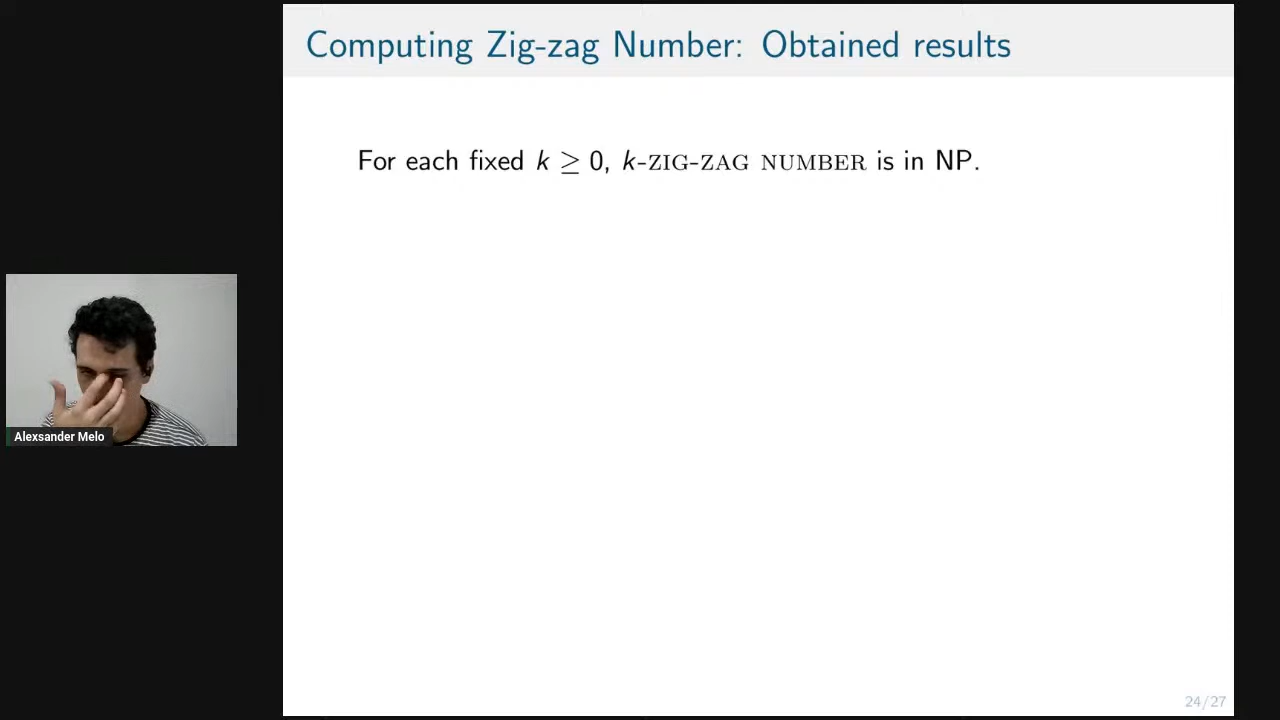 Computing Zig-zag Number: Obtained results
For each fixed k ≥ 0, k-ZIG-ZAG NUMBER is in NP.
Alexsander Melo
24/27